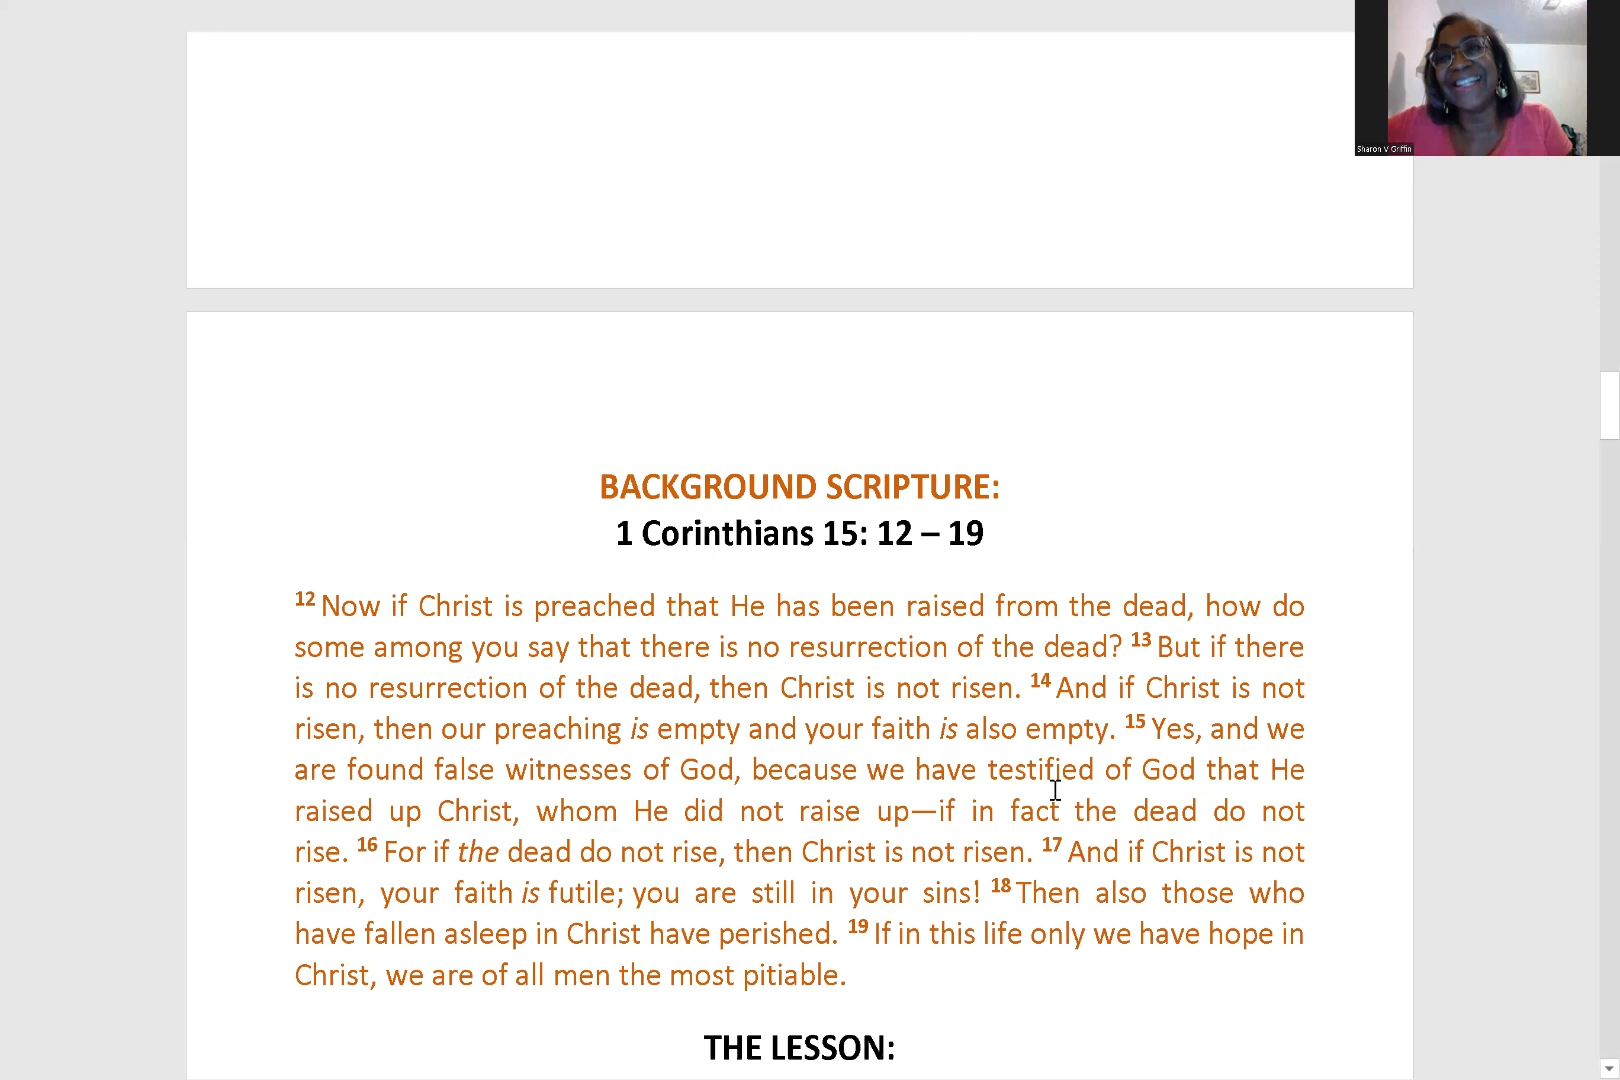 Sharon V Griffin
BACKGROUND SCRIPTURE:
1 Corinthians 15: 12 – 19
12 Now if Christ is preached that He has been raised from the dead, how do
some among you say that there is no resurrection of the dead? 13 But if there
is no resurrection of the dead, then Christ is not risen. 14 And if Christ is not
risen, then our preaching is empty and your faith is also empty. 15 Yes, and we
are found false witnesses of God, because we have testified of God that He
raised up Christ, whom He did not raise up—if in fact the dead do not
rise. 16 For if the dead do not rise, then Christ is not risen. 17 And if Christ is not
risen, your faith is futile; you are still in your sins! 18 Then also those who
have fallen asleep in Christ have perished. 19 If in this life only we have hope in
Christ, we are of all men the most pitiable.
THE LESSON: